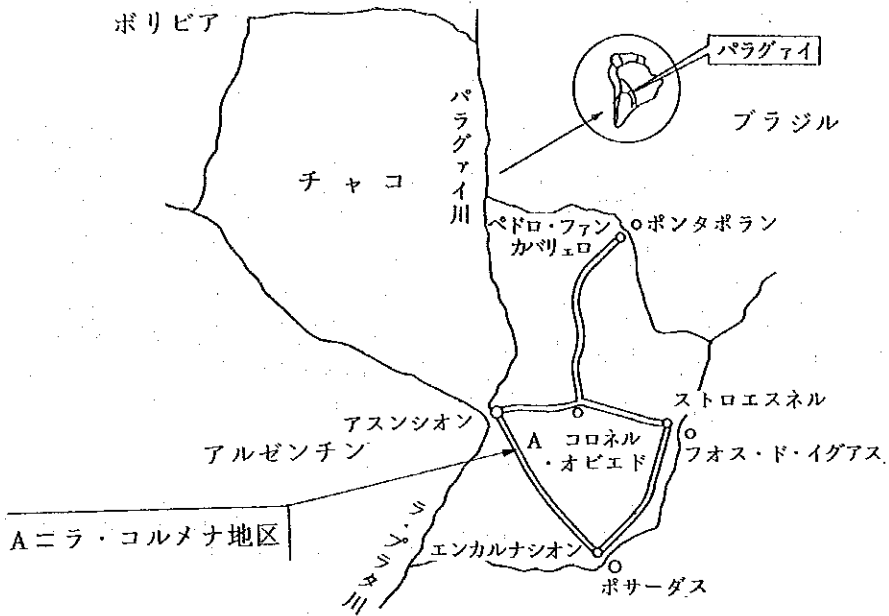 ボリビア
パラグァイ
ブラジル
パラグァイ川
チャコ
ペドロ・ファン
カバリェロ
ポンタポラン
ストロエスネル
アスンシオン
A
コロネル
・オビエド
フオス・ド・イグアス
アルゼンチン
A=ラ・コルメナ地区
ラ・プラタ川
エンカルナシオン
ポサーダス